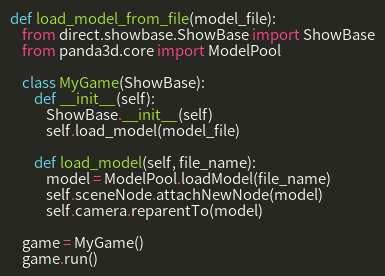 def load_model_from_file(model_file):
    from direct.showbase.ShowBase import ShowBase
    from panda3d.core import ModelPool

    class MyGame(ShowBase):
        def __init__(self):
            ShowBase.__init__(self)
            self.load_model(model_file)

        def load_model(self, file_name):
            model = ModelPool.loadModel(file_name)
            self.sceneNode.attachNewNode(model)
            self.camera.reparentTo(model)

    game = MyGame()
    game.run()